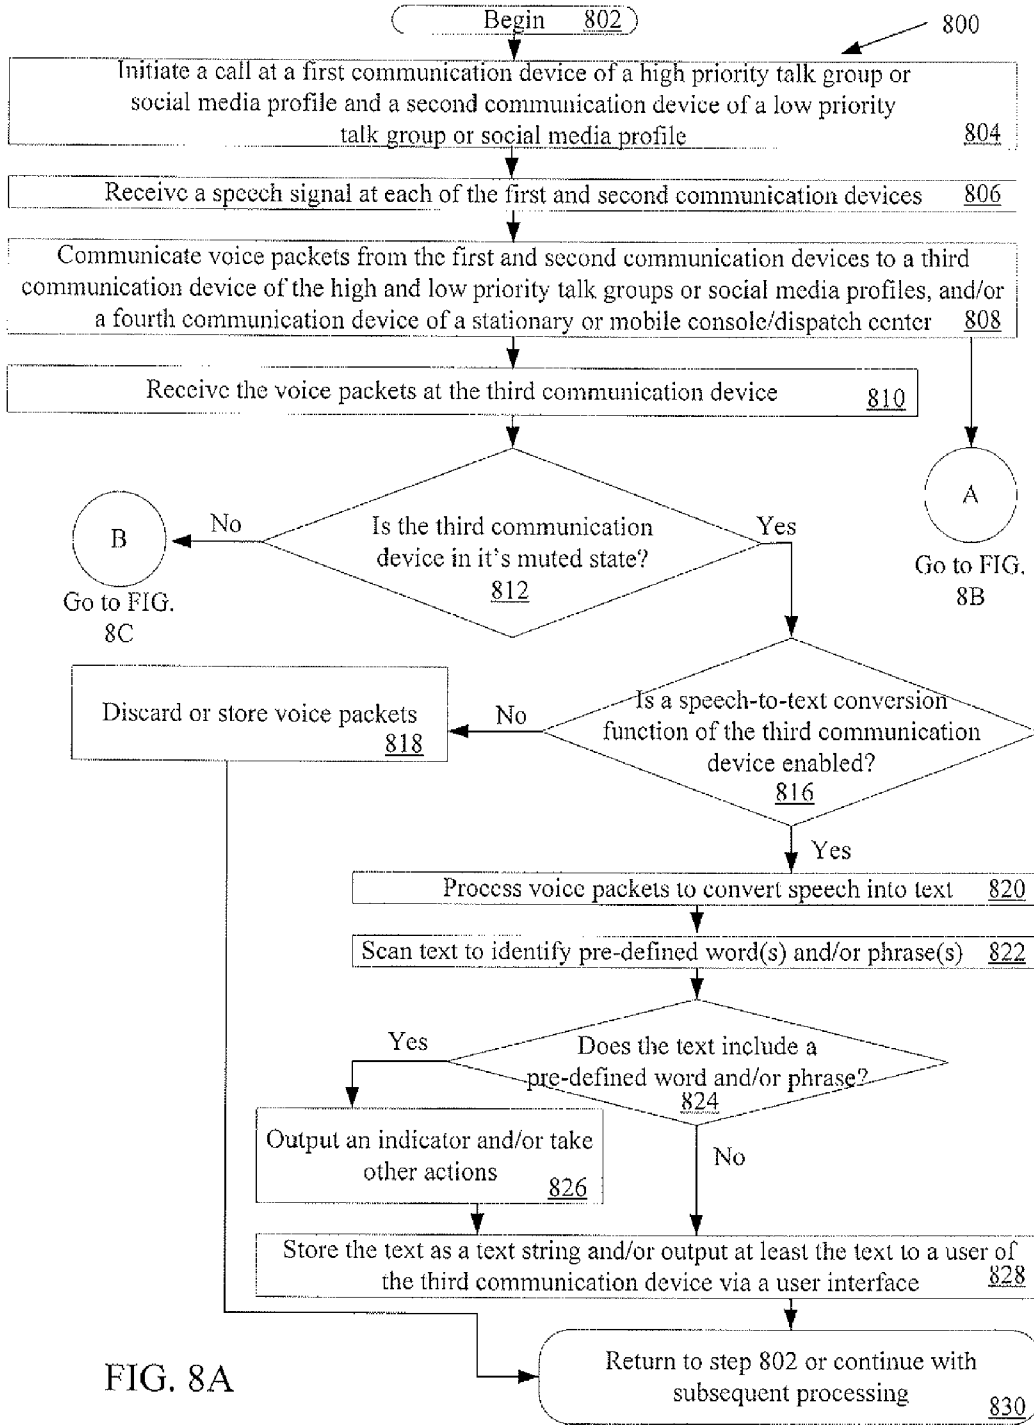 Begin 802
800
Initiate a call at a first communication device of a high priority talk group or
social media profile and a second communication device of a low priority
talk group or social media profile 804
Receive a speech signal at each of the first and second communication devices 806
Communicate voice packets from the first and second communication devices to a third
communication device of the high and low priority talk groups or social media profiles, and/or
a fourth communication device of a stationary or mobile console/dispatch center 808
Receive the voice packets at the third communication device 810
A
Go to FIG.
8B
B
Go to FIG.
8C
No
Is the third communication
device in it's muted state?
812
Yes
Is a speech-to-text conversion
function of the third communication
device enabled?
816
No
Discard or store voice packets
818
Yes
Process voice packets to convert speech into text 820
Scan text to identify pre-defined word(s) and/or phrase(s) 822
Yes
Does the text include a
pre-defined word and/or phrase?
824
Output an indicator and/or take
other actions
826
No
Store the text as a text string and/or output at least the text to a user of
the third communication device via a user interface 828
Return to step 802 or continue with
subsequent processing
830
FIG. 8A